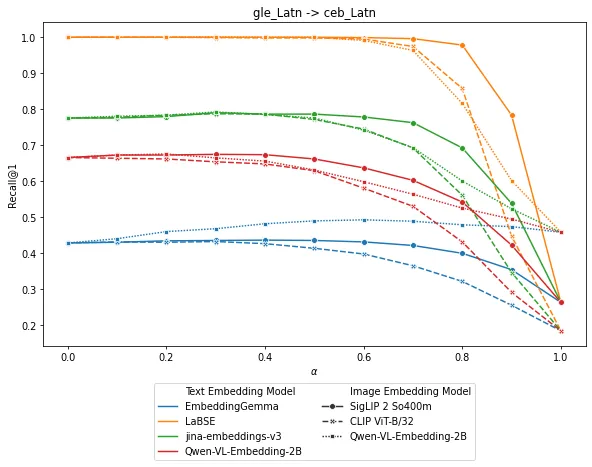 gle_Latn -> ceb_Latn
1.0
0.9
0.8
0.7
0.6
0.5
0.4
0.3
0.2
Recall@1
0.0 0.2 0.4 0.6 0.8 1.0
α
Text Embedding Model Image Embedding Model
EmbeddingGemma SigLIP 2 So400m
LaBSE CLIP ViT-B/32
jina-embeddings-v3 Qwen-VL-Embedding-2B
Qwen-VL-Embedding-2B